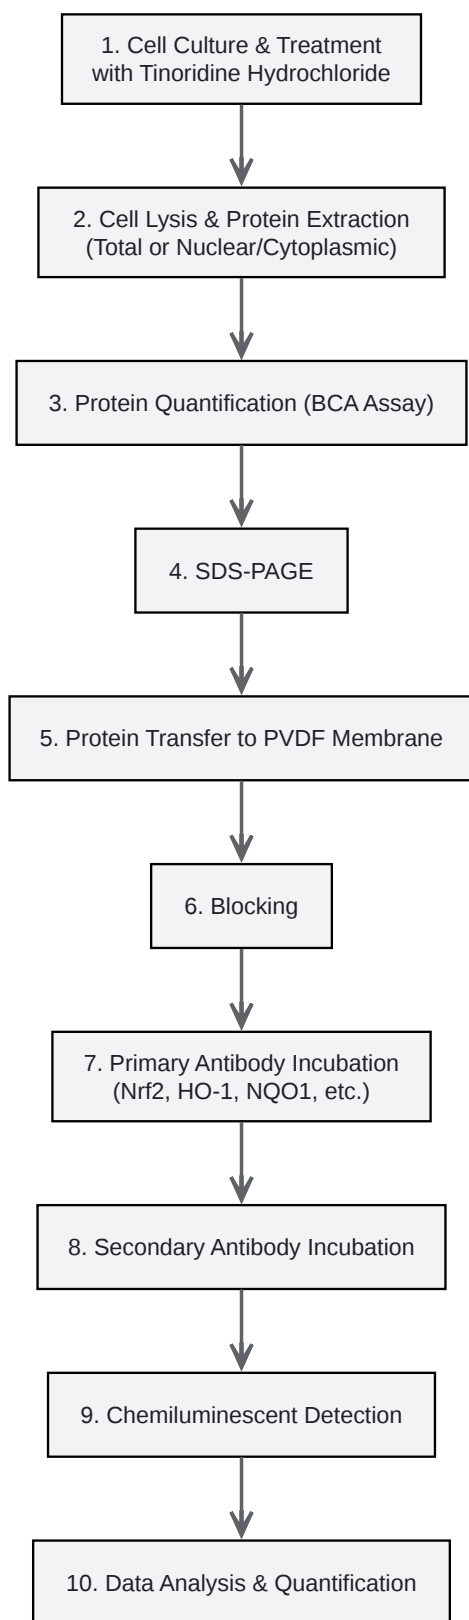 1. Cell Culture & Treatment
with Tinoridine Hydrochloride
2. Cell Lysis & Protein Extraction
(Total or Nuclear/Cytoplasmic)
3. Protein Quantification (BCA Assay)
4. SDS-PAGE
5. Protein Transfer to PVDF Membrane
6. Blocking
7. Primary Antibody Incubation
(Nrf2, HO-1, NQO1, etc.)
8. Secondary Antibody Incubation
9. Chemiluminescent Detection
10. Data Analysis & Quantification